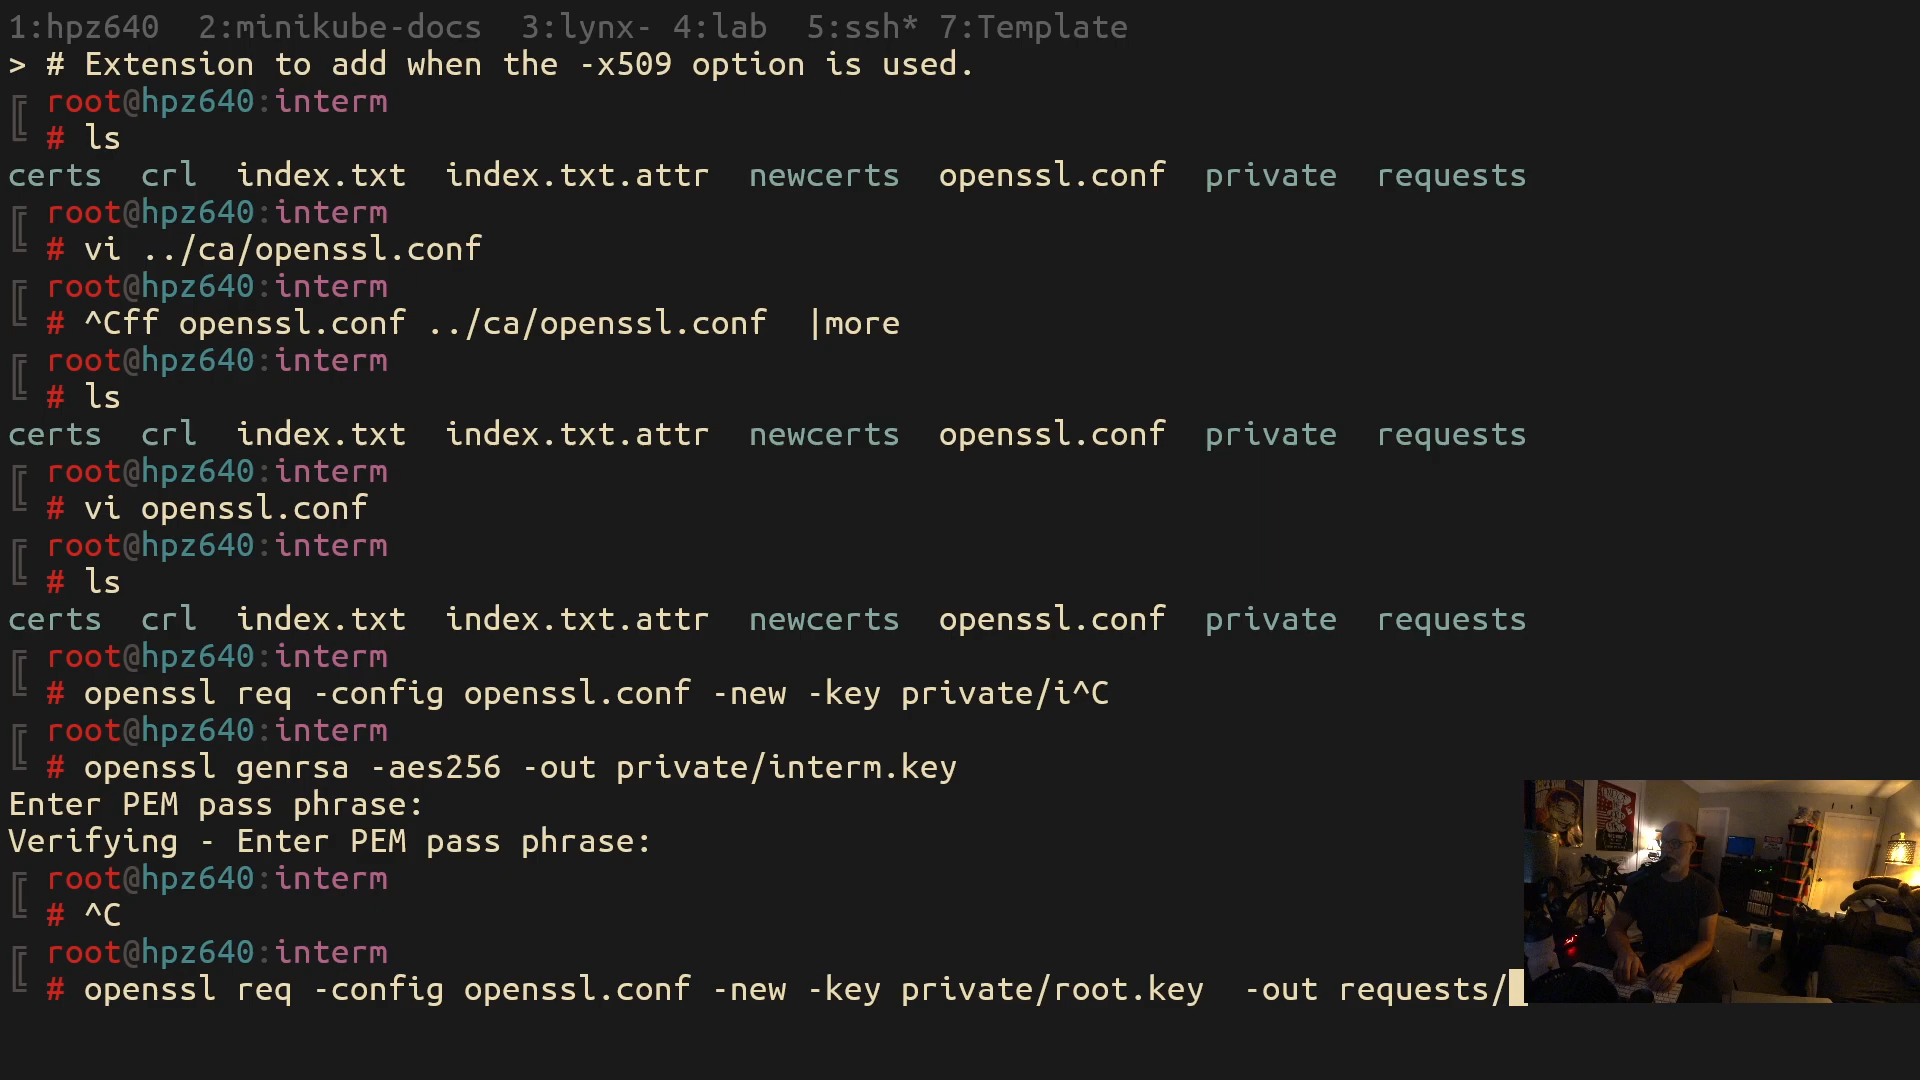 1:hpz640  2:minikube-docs  3:lynx- 4:lab  5:ssh* 7:Template
> # Extension to add when the -x509 option is used.
root@hpz640:interm
# ls
certs  crl  index.txt  index.txt.attr  newcerts  openssl.conf  private  requests
root@hpz640:interm
# vi ../ca/openssl.conf
root@hpz640:interm
# ^Cff openssl.conf ../ca/openssl.conf  |more
root@hpz640:interm
# ls
certs  crl  index.txt  index.txt.attr  newcerts  openssl.conf  private  requests
root@hpz640:interm
# vi openssl.conf
root@hpz640:interm
# ls
certs  crl  index.txt  index.txt.attr  newcerts  openssl.conf  private  requests
root@hpz640:interm
# openssl req -config openssl.conf -new -key private/i^C
root@hpz640:interm
# openssl genrsa -aes256 -out private/interm.key
Enter PEM pass phrase:
Verifying - Enter PEM pass phrase:
root@hpz640:interm
# ^C
root@hpz640:interm
# openssl req -config openssl.conf -new -key private/root.key  -out requests/